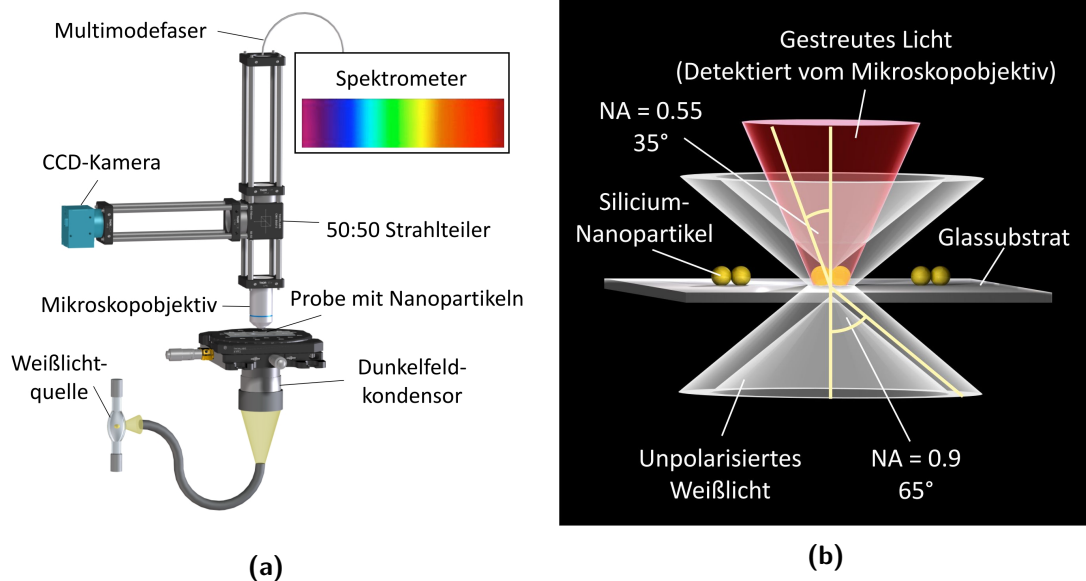 Multimodefaser
Spektrometer
CCD-Kamera
50:50 Strahlteiler
Mikroskopobjektiv
Probe mit Nanopartikeln
Weißlicht-
quelle
Dunkelfeld-
kondensor
(a)
Gestreutes Licht
(Detektiert vom Mikroskopobjektiv)
NA = 0.55
35°
Silicium-
Nanopartikel
Glassubstrat
Unpolarisiertes
Weißlicht
NA = 0.9
65°
(b)